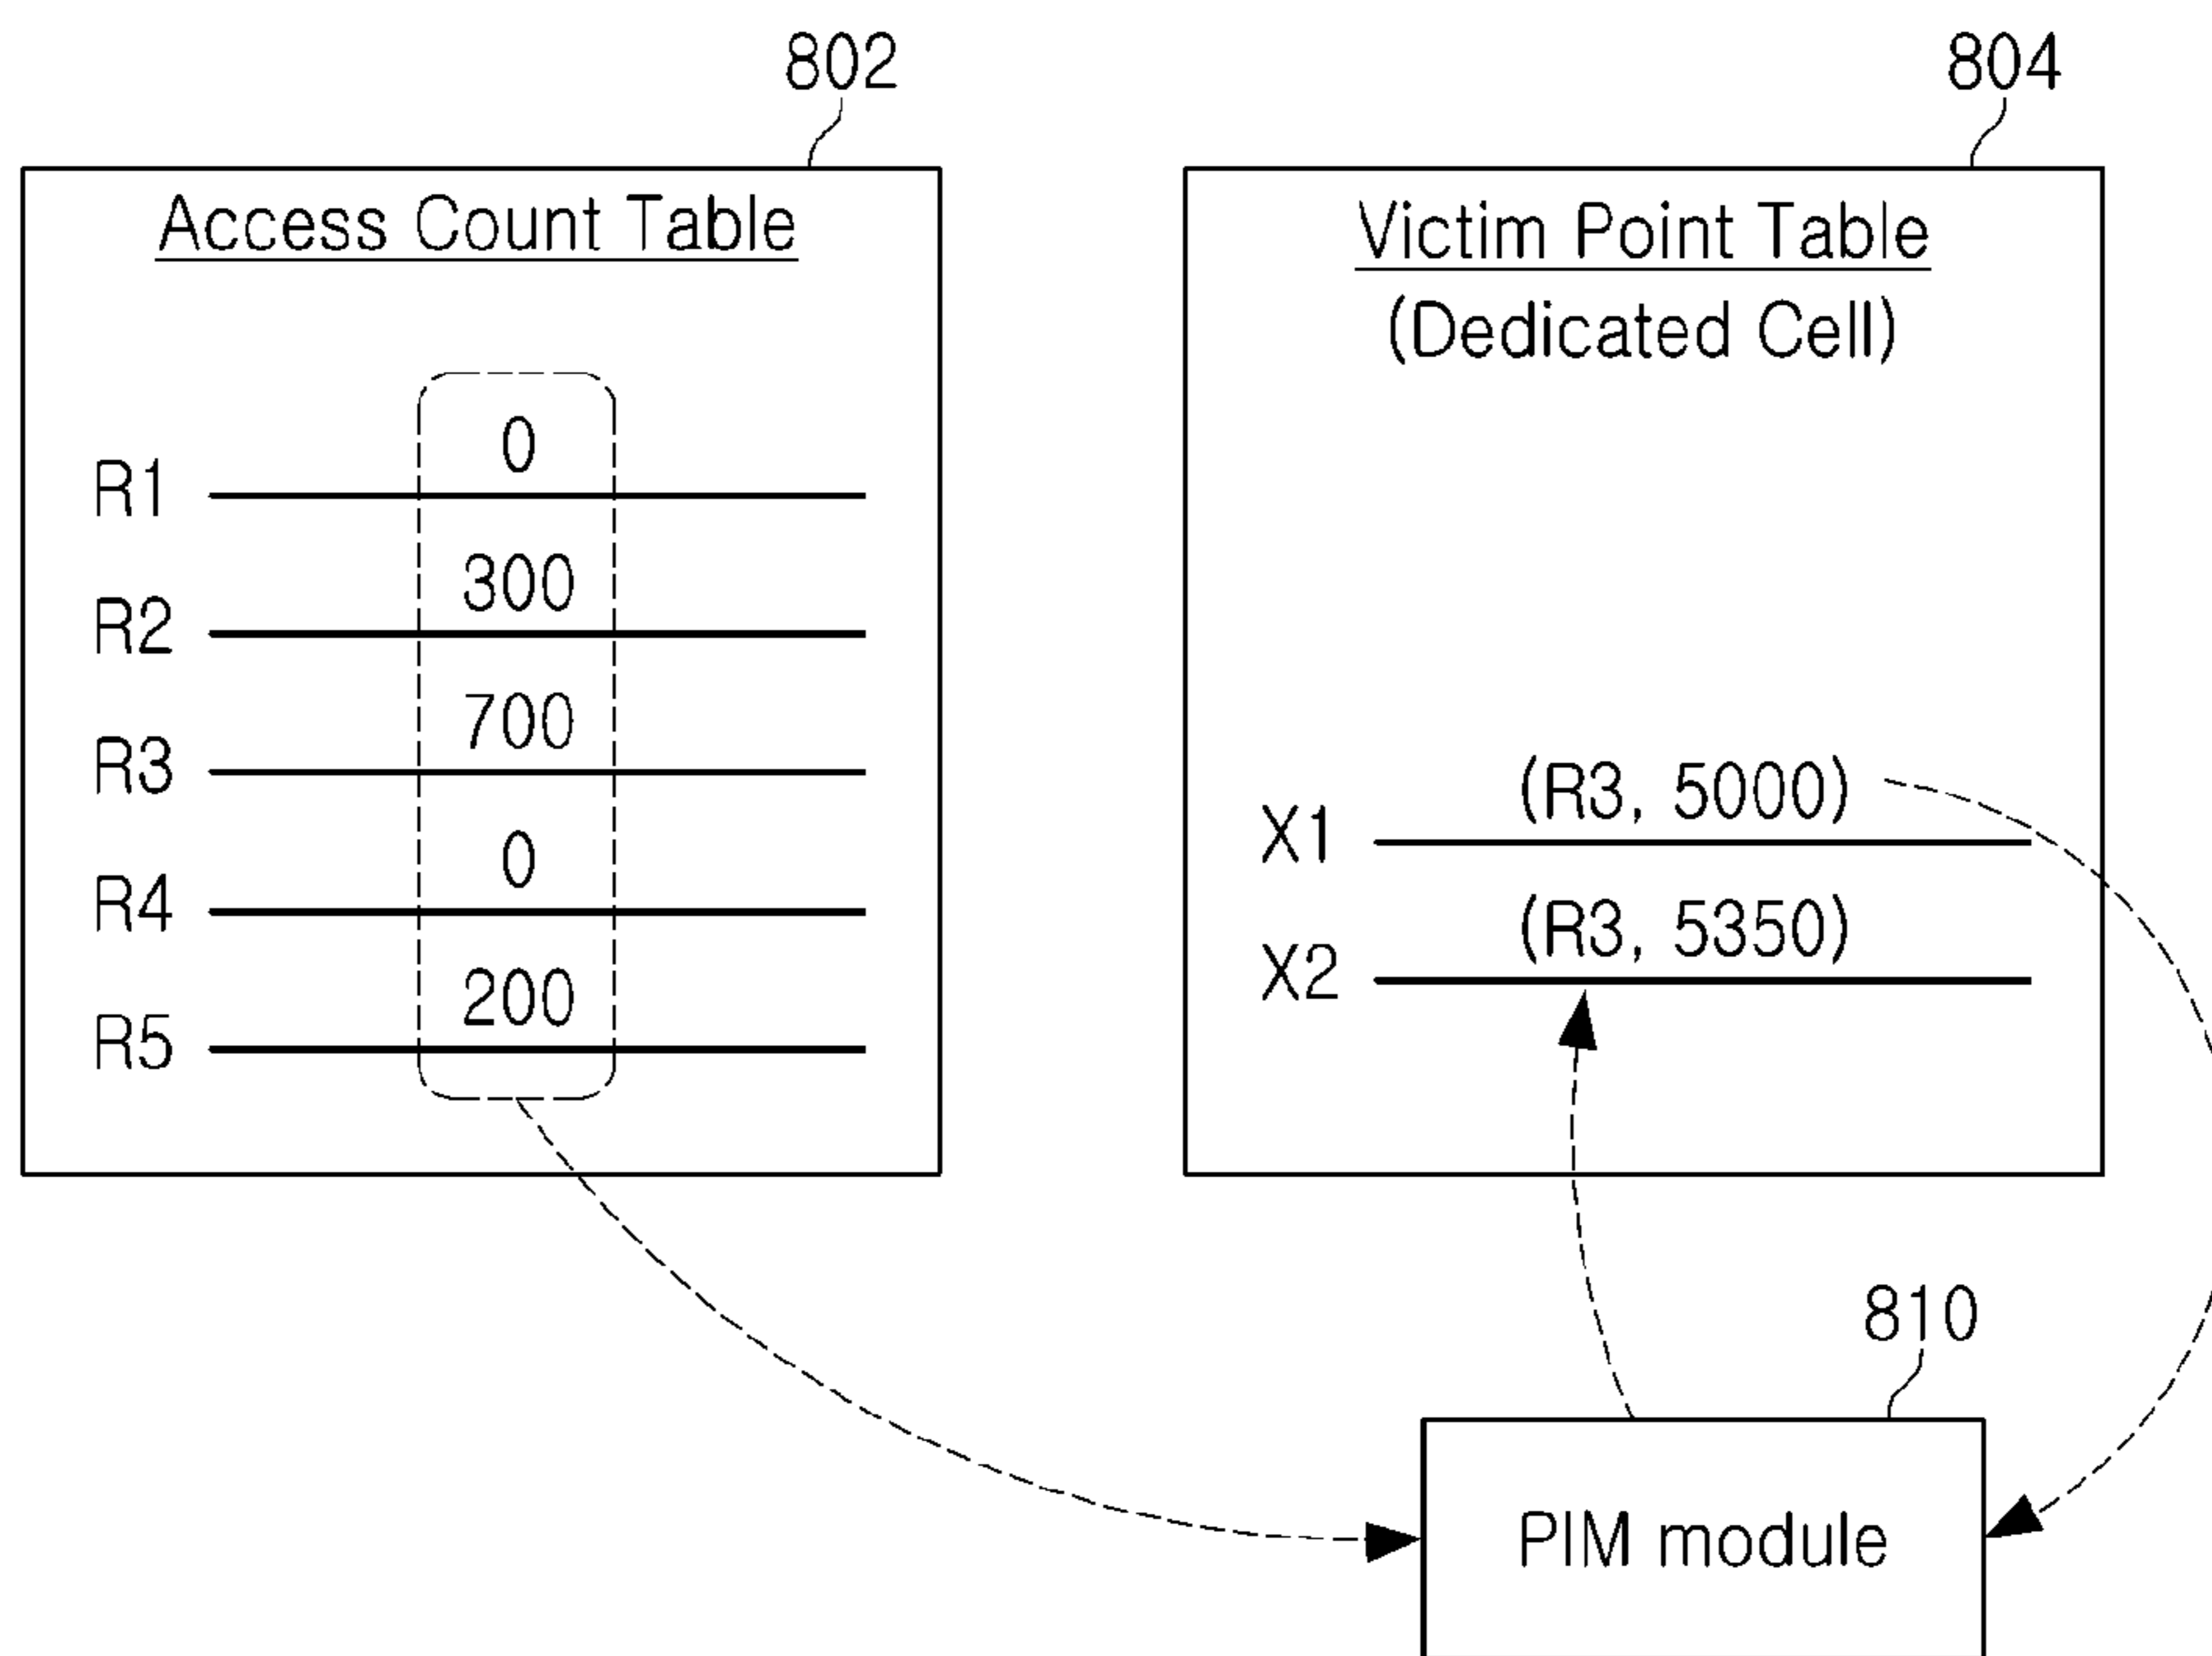 802
Access Count Table
0
R1
300
R2
700
R3
0
R4
200
R5
804
Victim Point Table
(Dedicated Cell)
(R3, 5000)
X1
(R3, 5350)
X2
810
PIM module